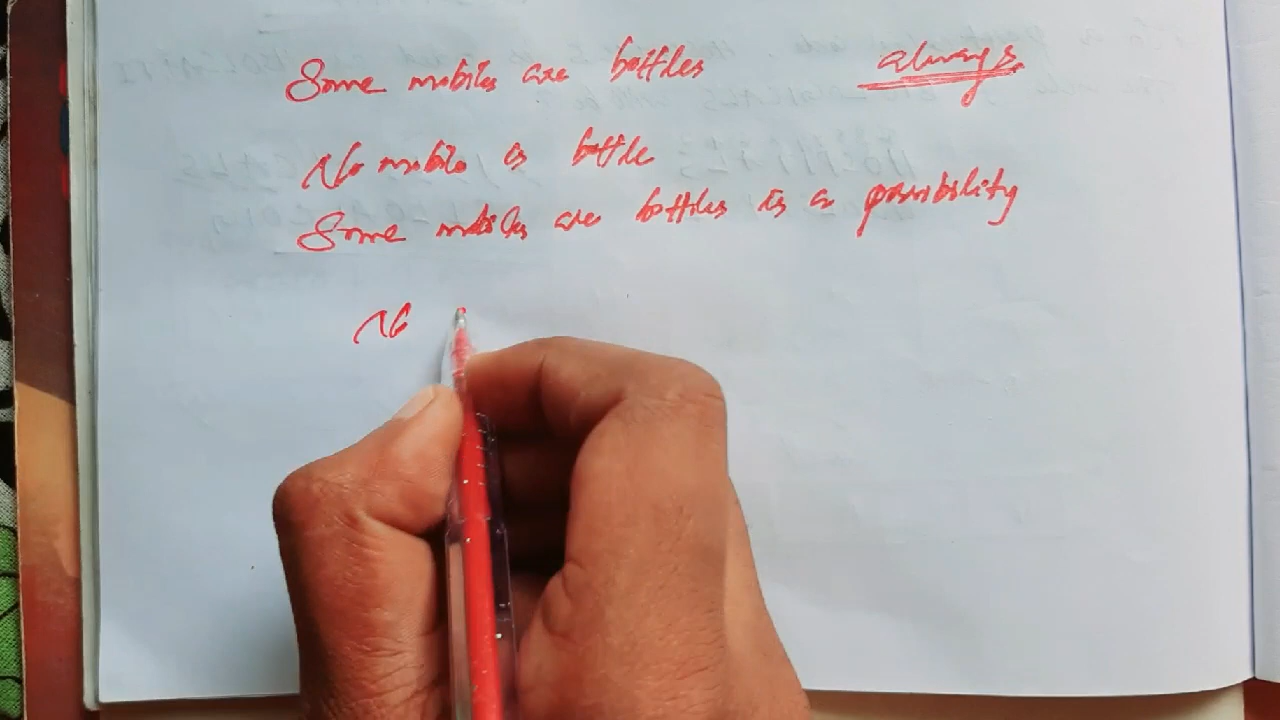 Some mobiles are bottles always
No mobile is bottle
Some mobiles are bottles is a possibility
No